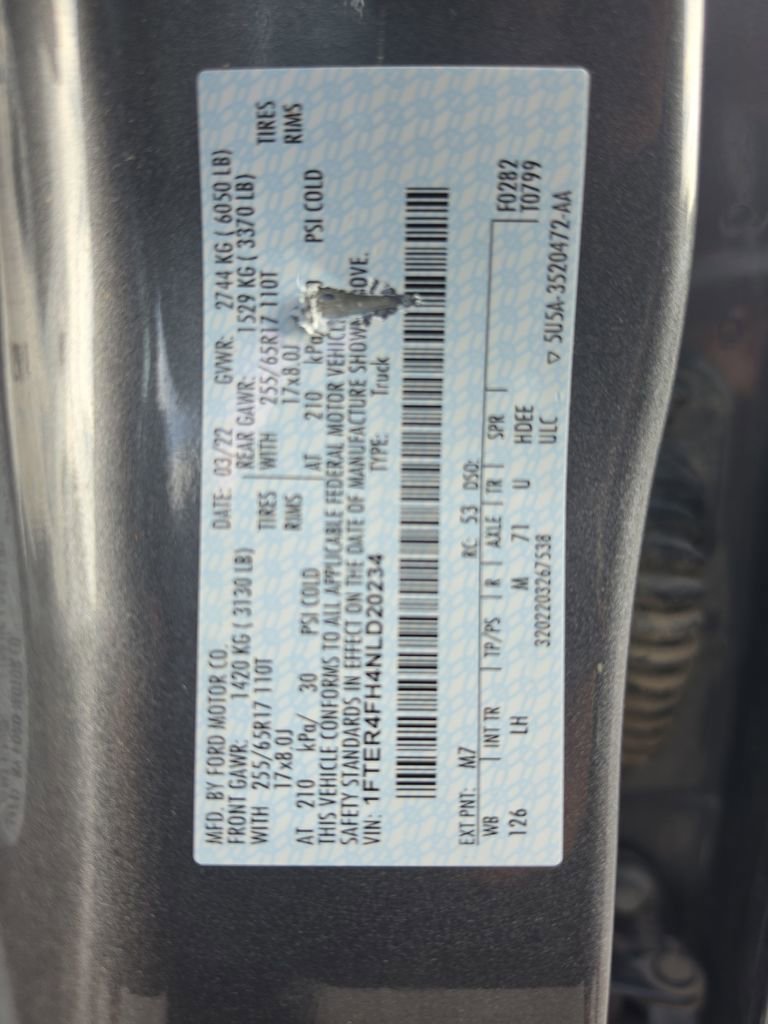 MFD. BY FORD MOTOR CO.
DATE: 03/22 GVWR: 2744 KG ( 6050 LB)
FRONT GAWR: 1420 KG ( 3130 LB) REAR GAWR: 1529 KG ( 3370 LB)
WITH 255/65R17 110T TIRES WITH 255/65R17 110T TIRES
17x8.0J RIMS 17x8.0J RIMS
AT 210 kPa/ 30 PSI COLD AT 210 kPa PSI COLD
THIS VEHICLE CONFORMS TO ALL APPLICABLE FEDERAL MOTOR VEHICLE
SAFETY STANDARDS IN EFFECT ON THE DATE OF MANUFACTURE SHOWN ABOVE.
VIN: 1FTER4FH4NLD20234 TYPE: Truck
EXT PNT: M7 RC: 53 DSO:
WB INT TR TP/PS R AXLE TR SPR
126 LH M 71 U HDEE
F0282
T0799
3202203267538 ULC
▽ 5U5A-3520472-AA